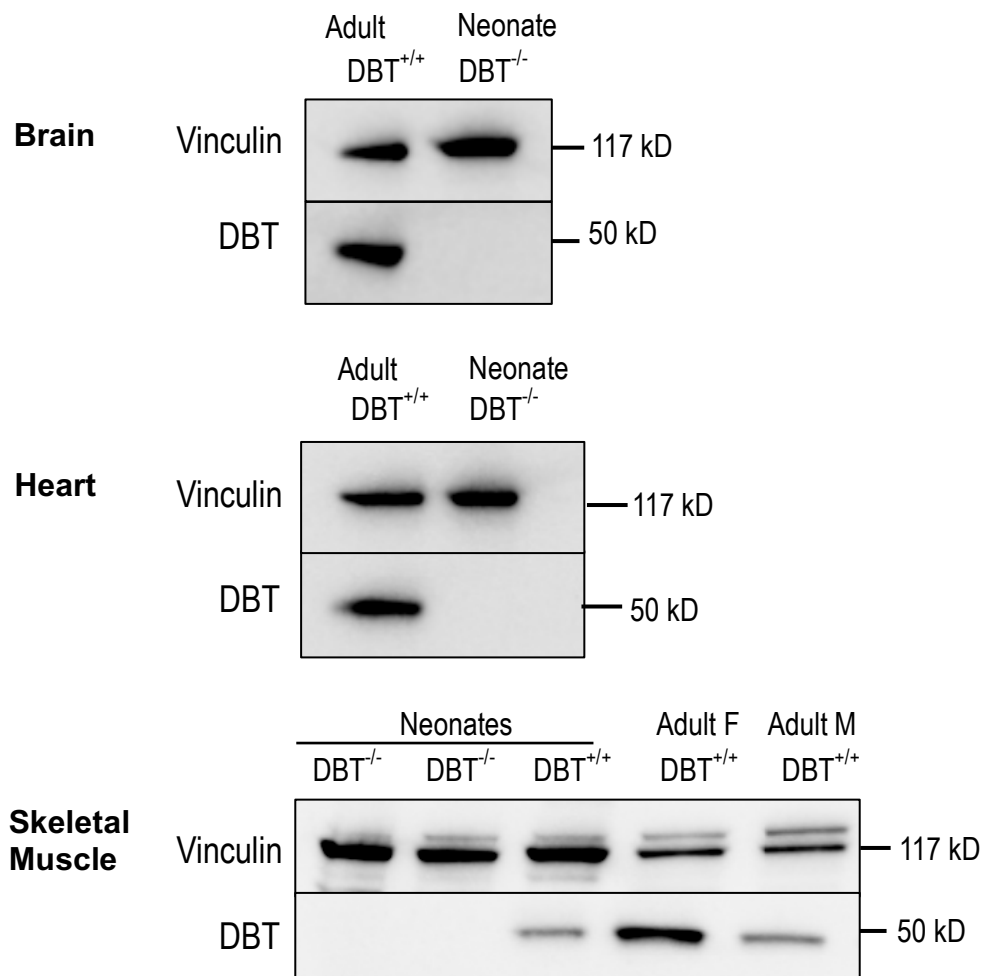 Adult Neonate
DBT+/+ DBT-/-
Brain Vinculin 117 kD
DBT 50 kD
Adult Neonate
DBT+/+ DBT-/-
Heart Vinculin 117 kD
DBT 50 kD
Neonates Adult F Adult M
DBT-/- DBT-/- DBT+/+ DBT+/+ DBT+/+
Skeletal
Muscle Vinculin 117 kD
DBT 50 kD